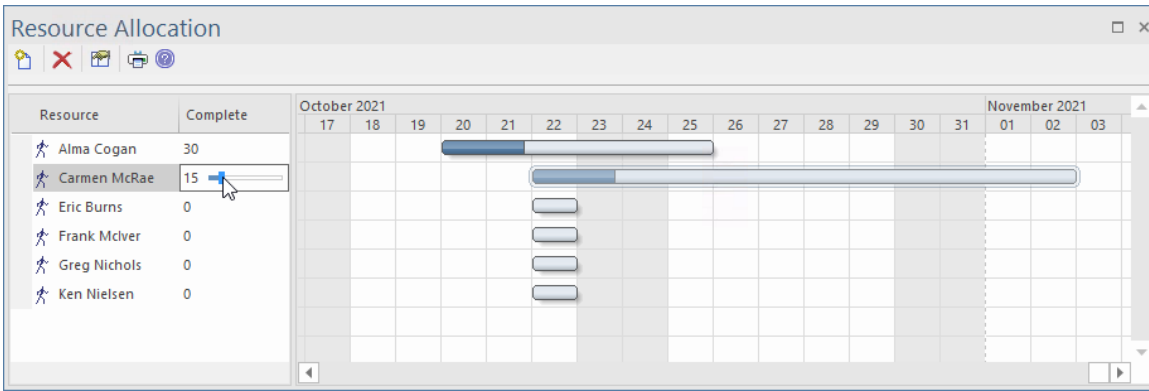 Resource Allocation
October 2021 November 2021
Resource Complete
17 18 19 20 21 22 23 24 25 26 27 28 29 30 31 01 02 03
Alma Cogan 30
Carmen McRae 15
Eric Burns 0
Frank McIver 0
Greg Nichols 0
Ken Nielsen 0